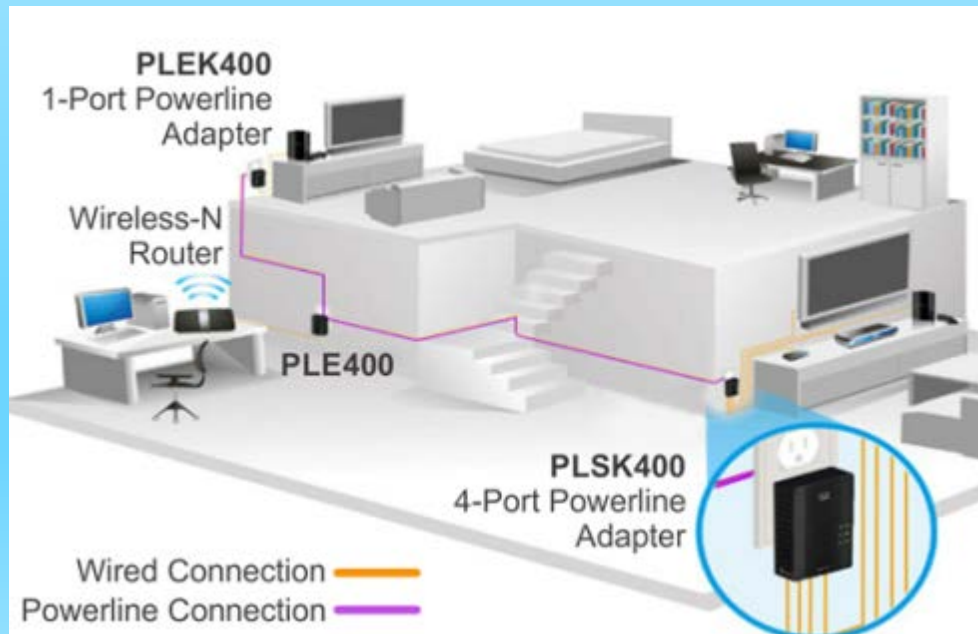 PLEK400
1-Port Powerline
Adapter
Wireless-N
Router
PLE400
PLSK400
4-Port Powerline
Adapter
Wired Connection
Powerline Connection